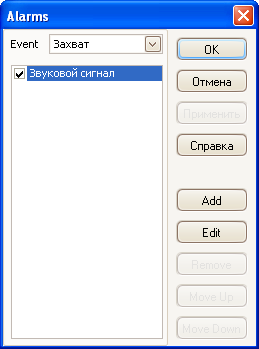 Alarms
Event Захват
Звуковой сигнал
OK
Отмена
Применить
Справка
Add
Edit
Remove
Move Up
Move Down